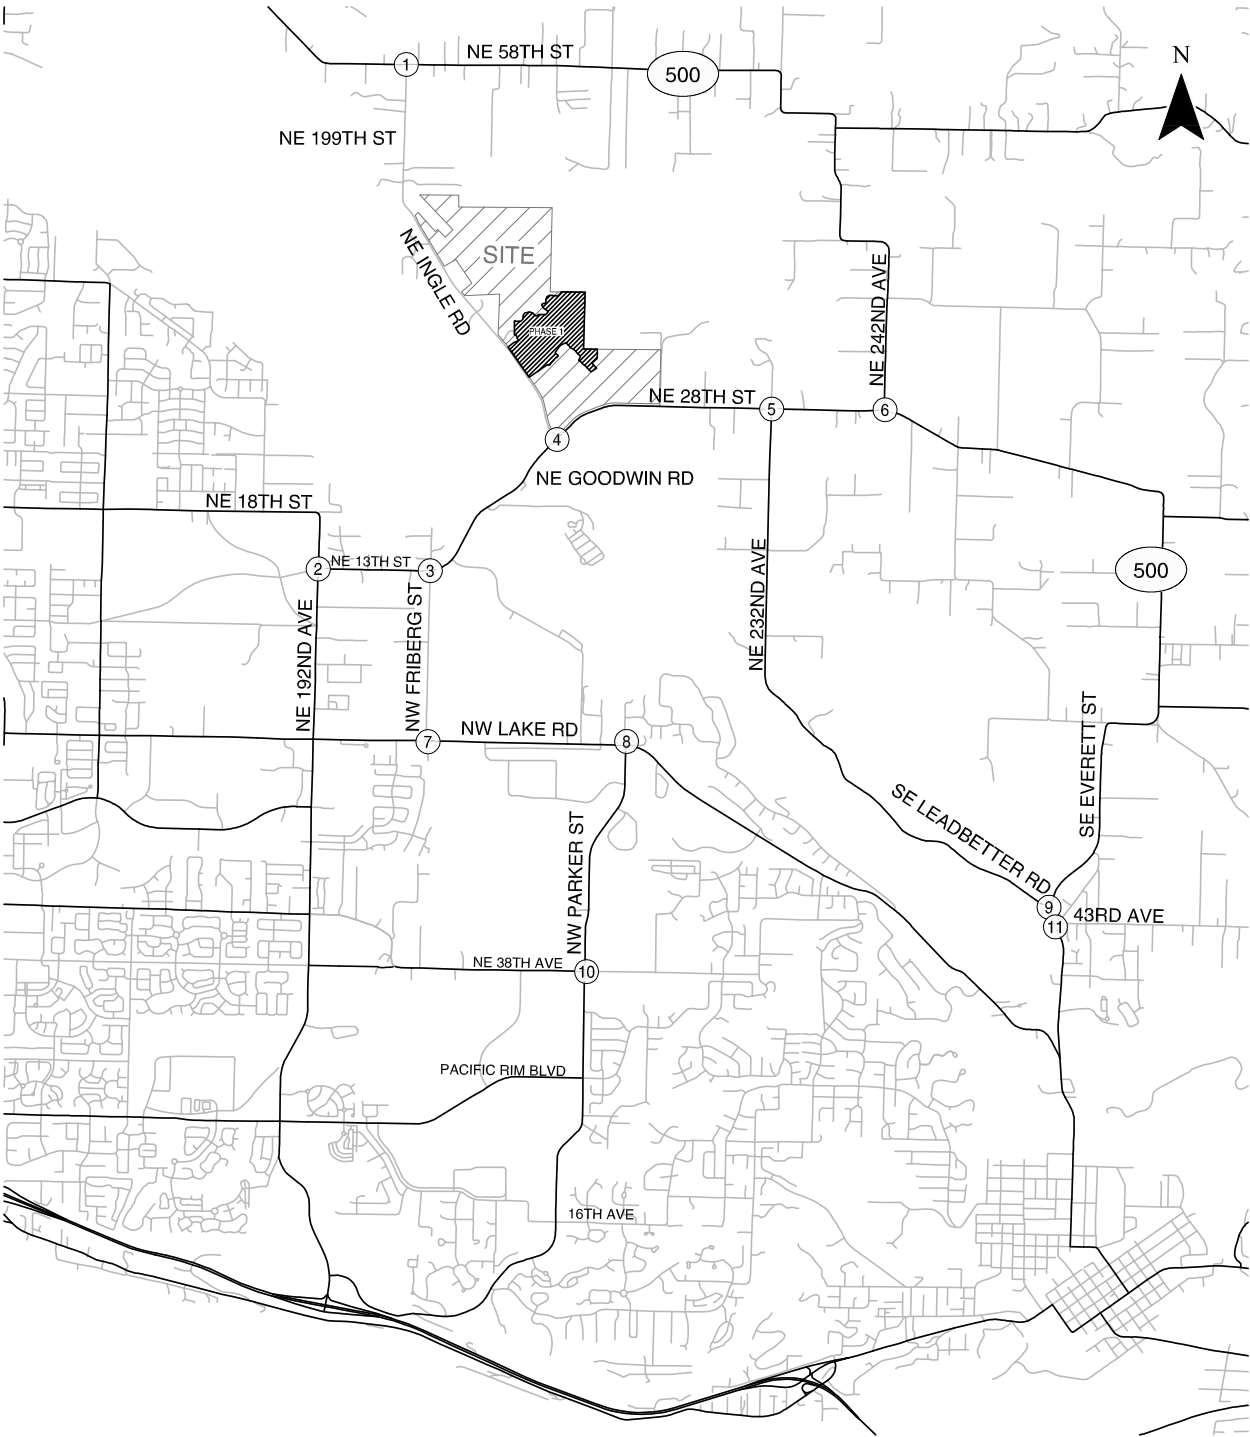 NE 58TH ST
1
500
N
NE 199TH ST
NE INGLE RD
SITE
NE 242ND AVE
PHASE 1
NE 28TH ST
5
6
4
NE GOODWIN RD
NE 18TH ST
NE 13TH ST
2
3
500
NE 232ND AVE
NE 192ND AVE
NW FRIBERG ST
NW LAKE RD
7
8
SE EVERETT ST
SE LEADBETTER RD
NW PARKER ST
9
43RD AVE
11
NE 38TH AVE
10
PACIFIC RIM BLVD
16TH AVE